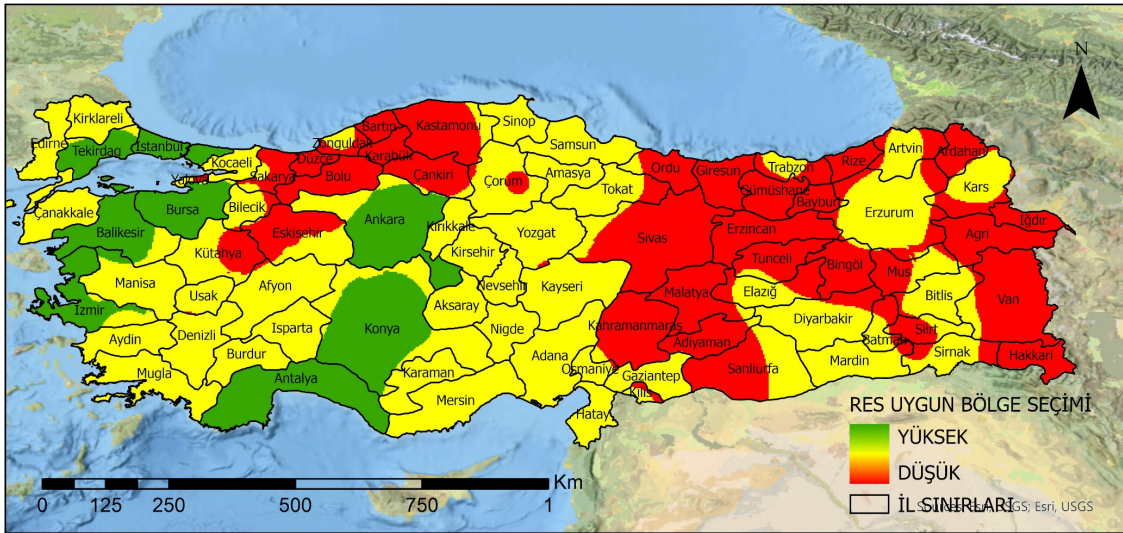 N
Kirklareli
Edirne
Tekirdag
Istanbul
Kocaeli
Sakarya
Düzce
Zonguldak
Bartin
Karabük
Kastamonu
Sinop
Samsun
Çankiri
Bolu
Çorum
Amasya
Tokat
Ordu
Giresun
Trabzon
Rize
Artvin
Ardahan
Kars
Gümüshane
Bayburt
Erzurum
Iğdır
Agri
Çanakkale
Bursa
Bilecik
Balikesir
Kütahya
Eskisehir
Ankara
Kirikkale
Yozgat
Kirsehir
Sivas
Erzincan
Tunceli
Bingöl
Mus
Van
Bitlis
Manisa
Usak
Afyon
Izmir
Nevsehir
Kayseri
Aksaray
Malatya
Elazığ
Diyarbakir
Batman
Siirt
Sirnak
Hakkari
Aydin
Denizli
Isparta
Konya
Nigde
Kahramanmaras
Adiyaman
Mardin
Sanliurfa
Mugla
Burdur
Antalya
Karaman
Mersin
Adana
Osmaniye
Gaziantep
Kilis
Hatay
RES UYGUN BÖLGE SEÇİMİ
YÜKSEK
DÜŞÜK
İL SINIRLARI
Esri, USGS
0 125 250 500 750 1
Km